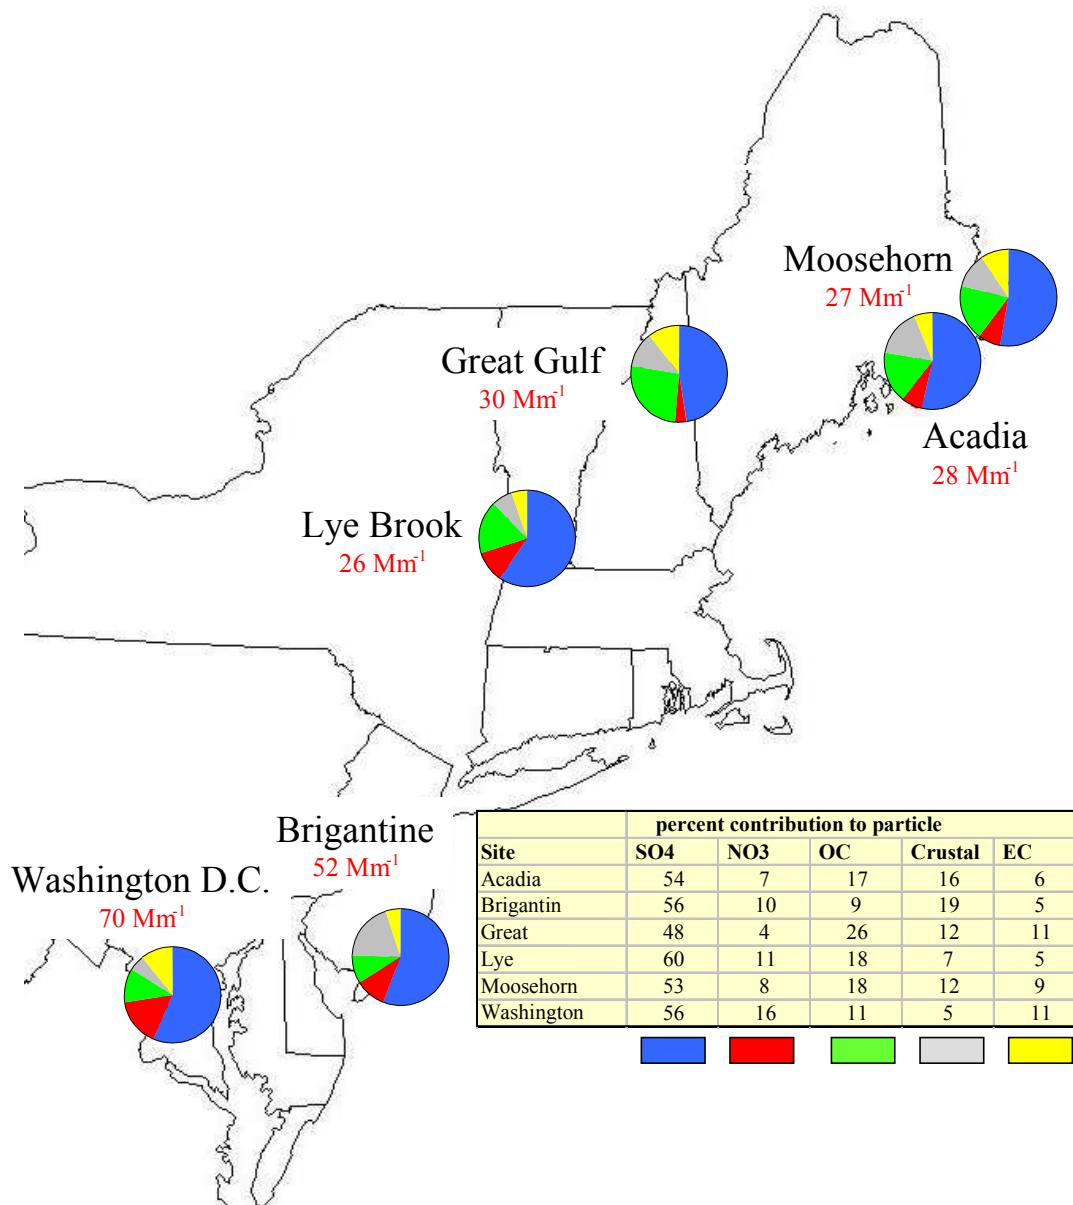 Moosehorn
27 Mm-1
Great Gulf
30 Mm-1
Acadia
28 Mm-1
Lye Brook
26 Mm-1
Brigantine
52 Mm-1
Washington D.C.
70 Mm-1
percent contribution to particle
Site SO4 NO3 OC Crustal EC
Acadia 54 7 17 16 6
Brigantin 56 10 9 19 5
Great 48 4 26 12 11
Lye 60 11 18 7 5
Moosehorn 53 8 18 12 9
Washington 56 16 11 5 11